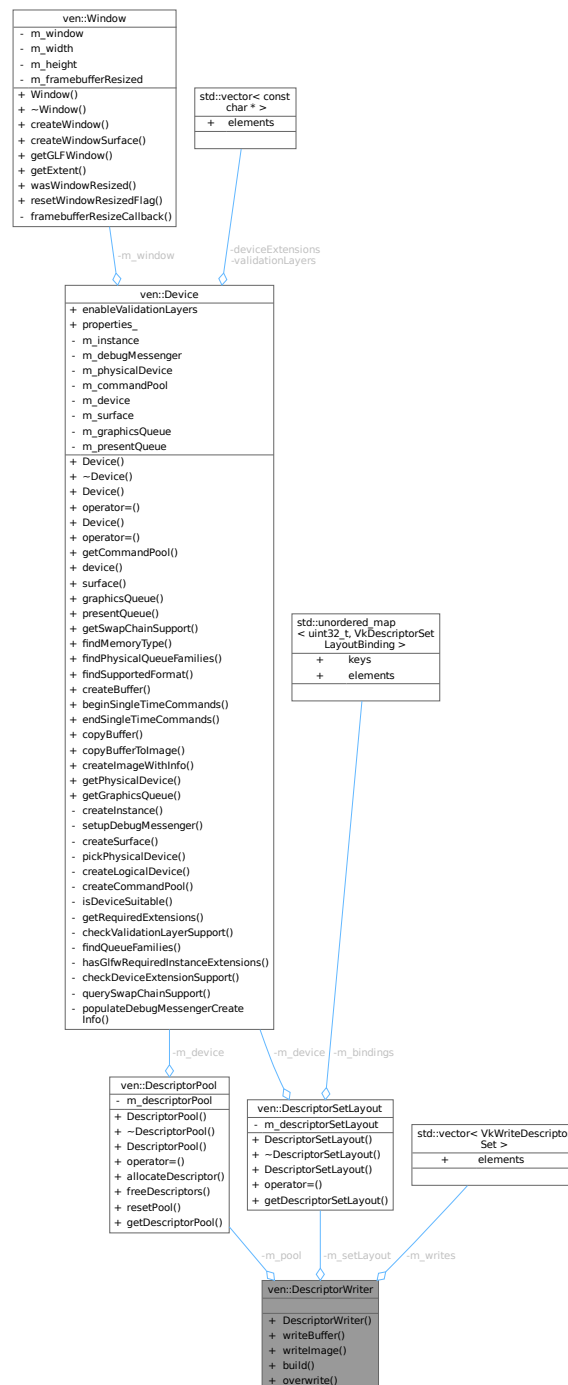 ven::Window
- m_window
- m_width
- m_height
- m_framebufferResized
+ Window()
+ ~Window()
+ createWindow()
+ createWindowSurface()
+ getGLFWindow()
+ getExtent()
+ wasWindowResized()
+ resetWindowResizedFlag()
- framebufferResizeCallback()
std::vector< const
char * >
+ elements
-m_window
-deviceExtensions
-validationLayers
ven::Device
+ enableValidationLayers
+ properties_
- m_instance
- m_debugMessenger
- m_physicalDevice
- m_commandPool
- m_device
- m_surface
- m_graphicsQueue
- m_presentQueue
+ Device()
+ ~Device()
+ Device()
+ operator=()
+ Device()
+ operator=()
+ getCommandPool()
+ device()
+ surface()
+ graphicsQueue()
+ presentQueue()
+ getSwapChainSupport()
+ findMemoryType()
+ findPhysicalQueueFamilies()
+ findSupportedFormat()
+ createBuffer()
+ beginSingleTimeCommands()
+ endSingleTimeCommands()
+ copyBuffer()
+ copyBufferToImage()
+ createImageWithInfo()
+ getPhysicalDevice()
+ getGraphicsQueue()
- createInstance()
- setupDebugMessenger()
- createSurface()
- pickPhysicalDevice()
- createLogicalDevice()
- createCommandPool()
- isDeviceSuitable()
- getRequiredExtensions()
- checkValidationLayerSupport()
- findQueueFamilies()
- hasGlfwRequiredInstanceExtensions()
- checkDeviceExtensionSupport()
- querySwapChainSupport()
- populateDebugMessengerCreate
Info()
std::unordered_map
< uint32_t, VkDescriptorSet
LayoutBinding >
+ keys
+ elements
-m_device
-m_device
-m_bindings
ven::DescriptorPool
- m_descriptorPool
+ DescriptorPool()
+ ~DescriptorPool()
+ DescriptorPool()
+ operator=()
+ allocateDescriptor()
+ freeDescriptors()
+ resetPool()
+ getDescriptorPool()
ven::DescriptorSetLayout
- m_descriptorSetLayout
+ DescriptorSetLayout()
+ ~DescriptorSetLayout()
+ DescriptorSetLayout()
+ operator=()
+ getDescriptorSetLayout()
std::vector< VkWriteDescriptor
Set >
+ elements
-m_pool
-m_setLayout
-m_writes
ven::DescriptorWriter
+ DescriptorWriter()
+ writeBuffer()
+ writeImage()
+ build()
+ overwrite()